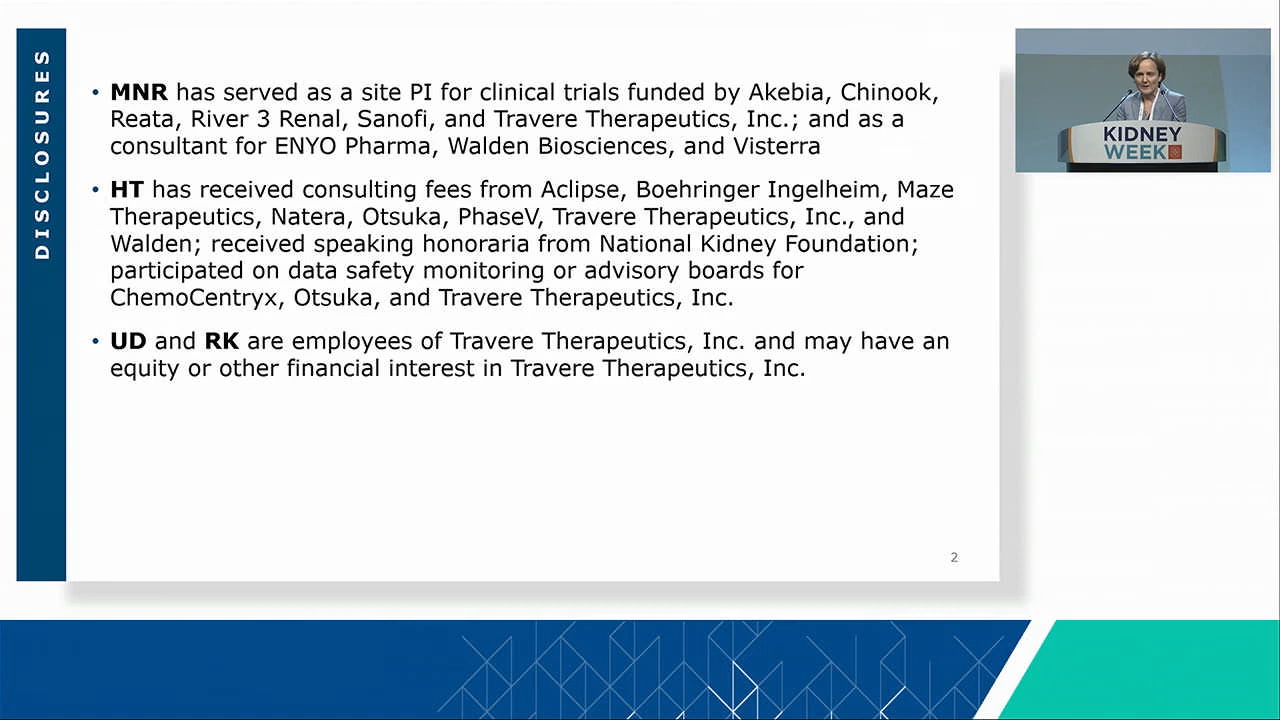 DISCLOSURES
• MNR has served as a site PI for clinical trials funded by Akebia, Chinook,
Reata, River 3 Renal, Sanofi, and Travere Therapeutics, Inc.; and as a
consultant for ENYO Pharma, Walden Biosciences, and Visterra
• HT has received consulting fees from Aclipse, Boehringer Ingelheim, Maze
Therapeutics, Natera, Otsuka, PhaseV, Travere Therapeutics, Inc., and
Walden; received speaking honoraria from National Kidney Foundation;
participated on data safety monitoring or advisory boards for
ChemoCentryx, Otsuka, and Travere Therapeutics, Inc.
• UD and RK are employees of Travere Therapeutics, Inc. and may have an
equity or other financial interest in Travere Therapeutics, Inc.
2
KIDNEY
WEEK